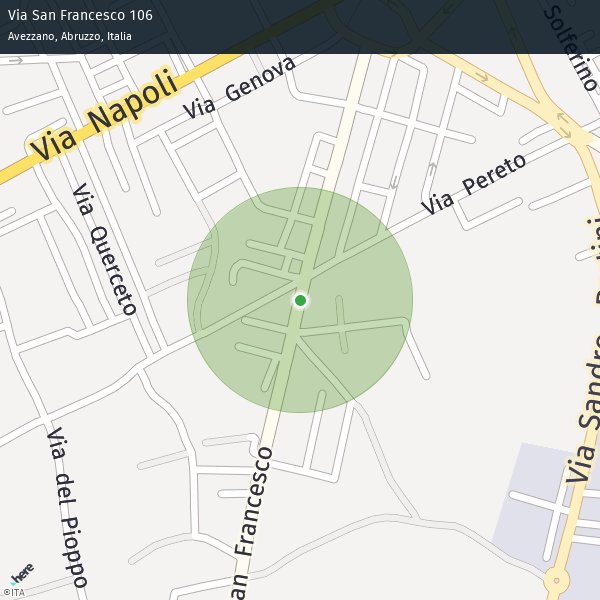 Via San Francesco 106
Avezzano, Abruzzo, Italia
Solferino
Via Genova
Via Napoli
Via Pereto
Via Querceto
Via Sandro
Via del Pioppo
an Francesco
here
©ITA